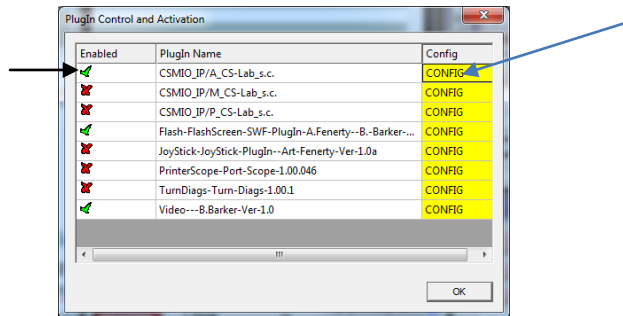 PlugIn Control and Activation
Enabled PlugIn Name Config
CSMIO_IP/A_CS-Lab_s.c. CONFIG
CSMIO_IP/M_CS-Lab_s.c. CONFIG
CSMIO_IP/P_CS-Lab_s.c. CONFIG
Flash-FlashScreen-SWF-PlugIn-A.Fenerty--B.-Barker-... CONFIG
JoyStick-JoyStick-PlugIn--Art-Fenerty-Ver-1.0a CONFIG
PrinterScope-Port-Scope-1.00.046 CONFIG
TurnDiags-Turn-Diags-1.00.1 CONFIG
Video---B.Barker-Ver-1.0 CONFIG
OK